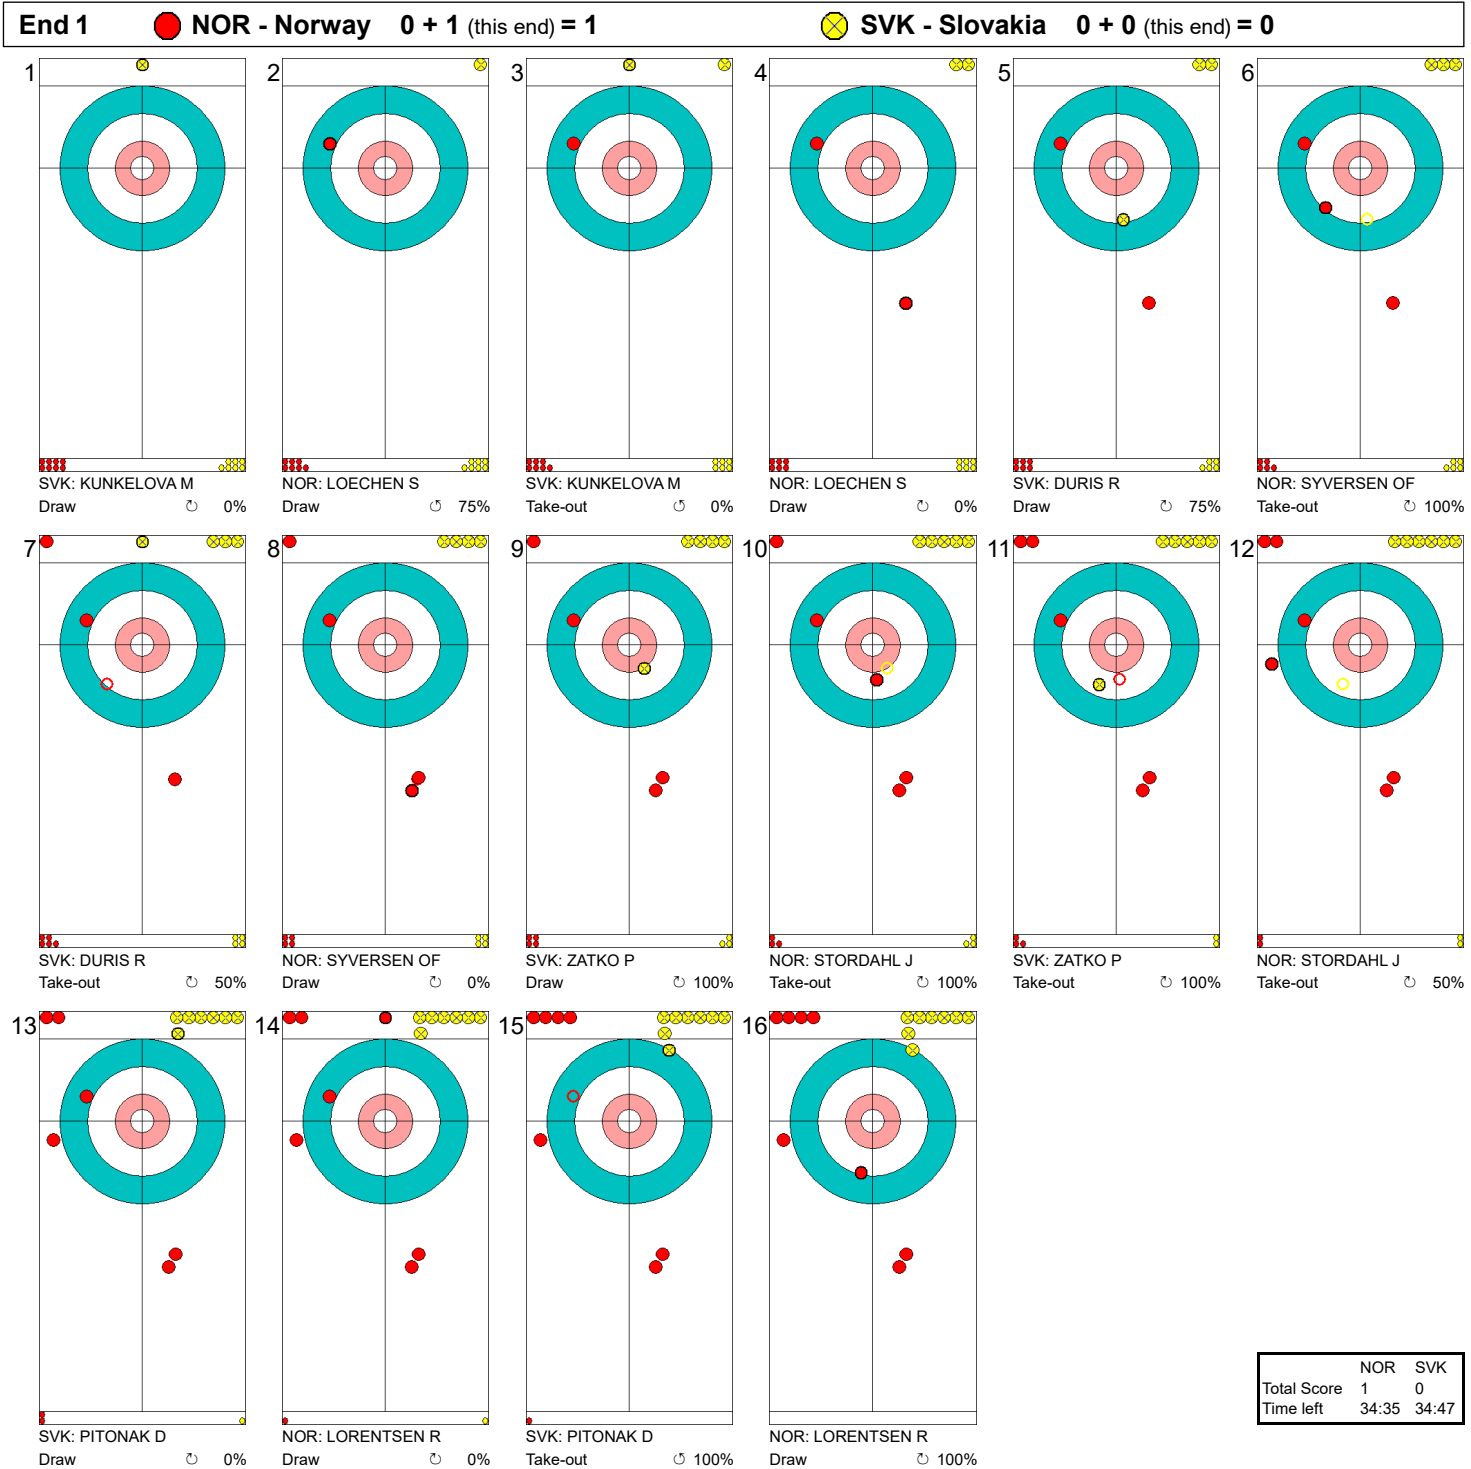 End 1 NOR - Norway 0 + 1 (this end) = 1 SVK - Slovakia 0 + 0 (this end) = 0
1 2 3 4 5 6
SVK: KUNKELOVA M NOR: LOECHEN S SVK: KUNKELOVA M NOR: LOECHEN S SVK: DURIS R NOR: SYVERSEN OF
Draw ↻ 0% Draw ↺ 75% Take-out ↺ 0% Draw ↻ 0% Draw ↻ 75% Take-out ↻ 100%
7 8 9 10 11 12
SVK: DURIS R NOR: SYVERSEN OF SVK: ZATKO P NOR: STORDAHL J SVK: ZATKO P NOR: STORDAHL J
Take-out ↻ 50% Draw ↻ 0% Draw ↻ 100% Take-out ↻ 100% Take-out ↻ 100% Take-out ↻ 50%
13 14 15 16
NOR SVK
Total Score 1 0
Time left 34:35 34:47
SVK: PITONAK D NOR: LORENTSEN R SVK: PITONAK D NOR: LORENTSEN R
Draw ↻ 0% Draw ↻ 0% Take-out ↺ 100% Draw ↻ 100%